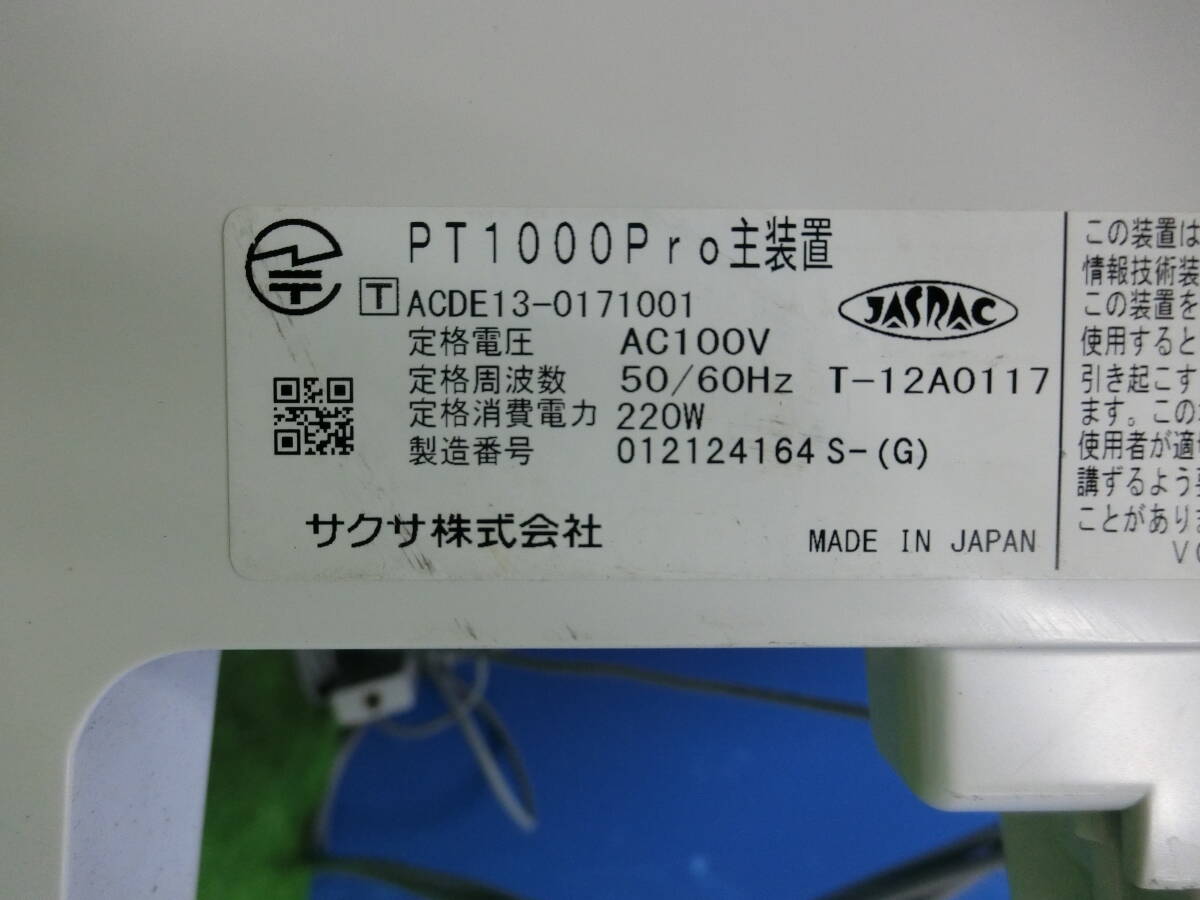 PT1000Pro主装置
T ACDE13-0171001
JASRAC
定格電圧 AC100V
定格周波数 50/60Hz T-12A0117
定格消費電力 220W
製造番号 012124164 S-(G)
サクサ株式会社 MADE IN JAPAN
この装置は
情報技術装
この装置を
使用すると
引き起こす
ます。この
使用者が適
講ずるよう
ことがあり